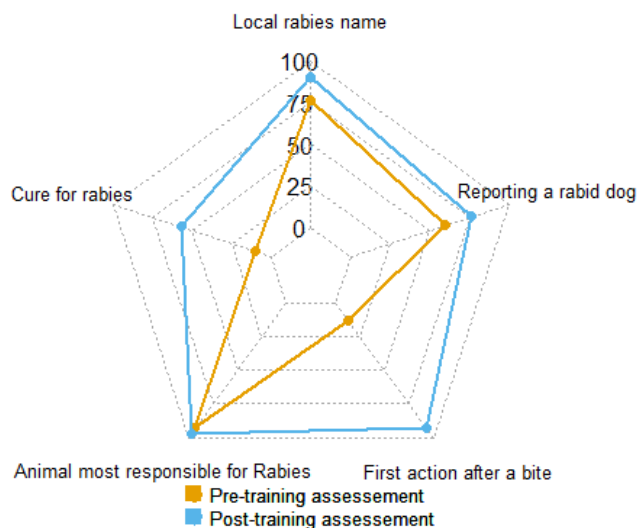 Local rabies name
100
75
50
25
0
Cure for rabies
Reporting a rabid dog
Animal most responsible for Rabies
First action after a bite
Pre-training assessement
Post-training assessement